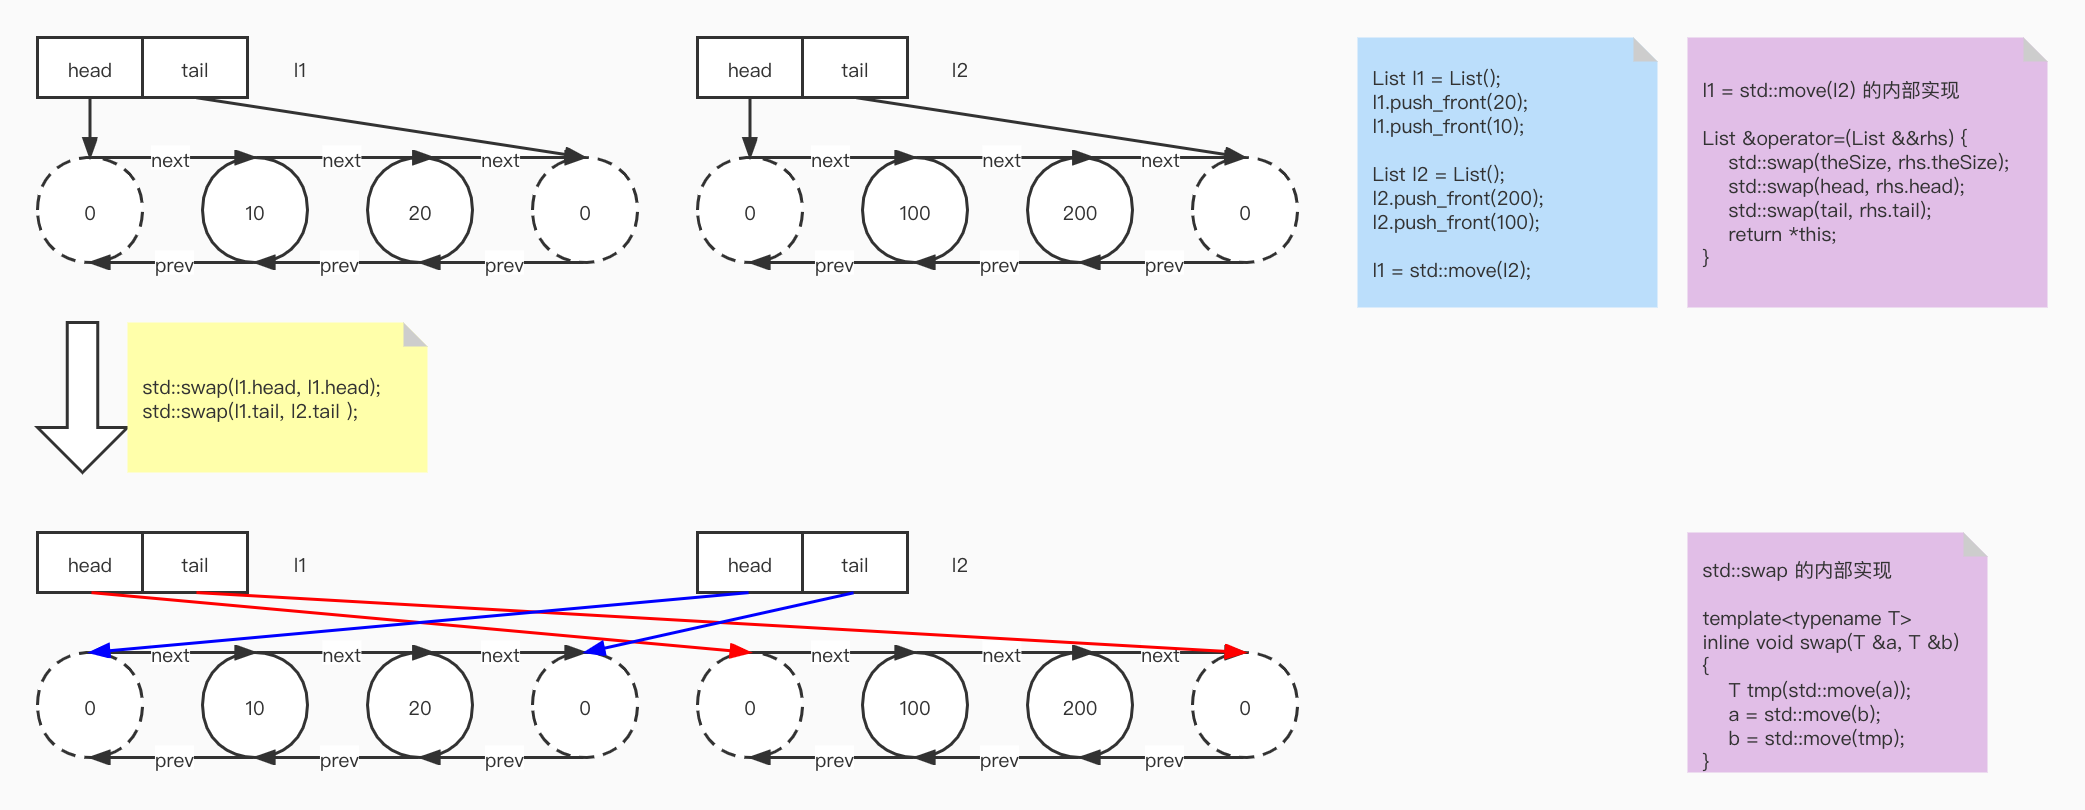 head tail l1
head tail l2
next next next
next next next
0 10 20 0
0 100 200 0
prev prev prev
prev prev prev
List l1 = List();
l1.push_front(20);
l1.push_front(10);
List l2 = List();
l2.push_front(200);
l2.push_front(100);
l1 = std::move(l2);
l1 = std::move(l2) 的内部实现
List &operator=(List &&rhs) {
std::swap(theSize, rhs.theSize);
std::swap(head, rhs.head);
std::swap(tail, rhs.tail);
return *this;
}
std::swap(l1.head, l1.head);
std::swap(l1.tail, l2.tail );
head tail l1
head tail l2
next next next
next next next
0 10 20 0
0 100 200 0
prev prev prev
prev prev prev
std::swap 的内部实现
template<typename T>
inline void swap(T &a, T &b)
{
T tmp(std::move(a));
a = std::move(b);
b = std::move(tmp);
}